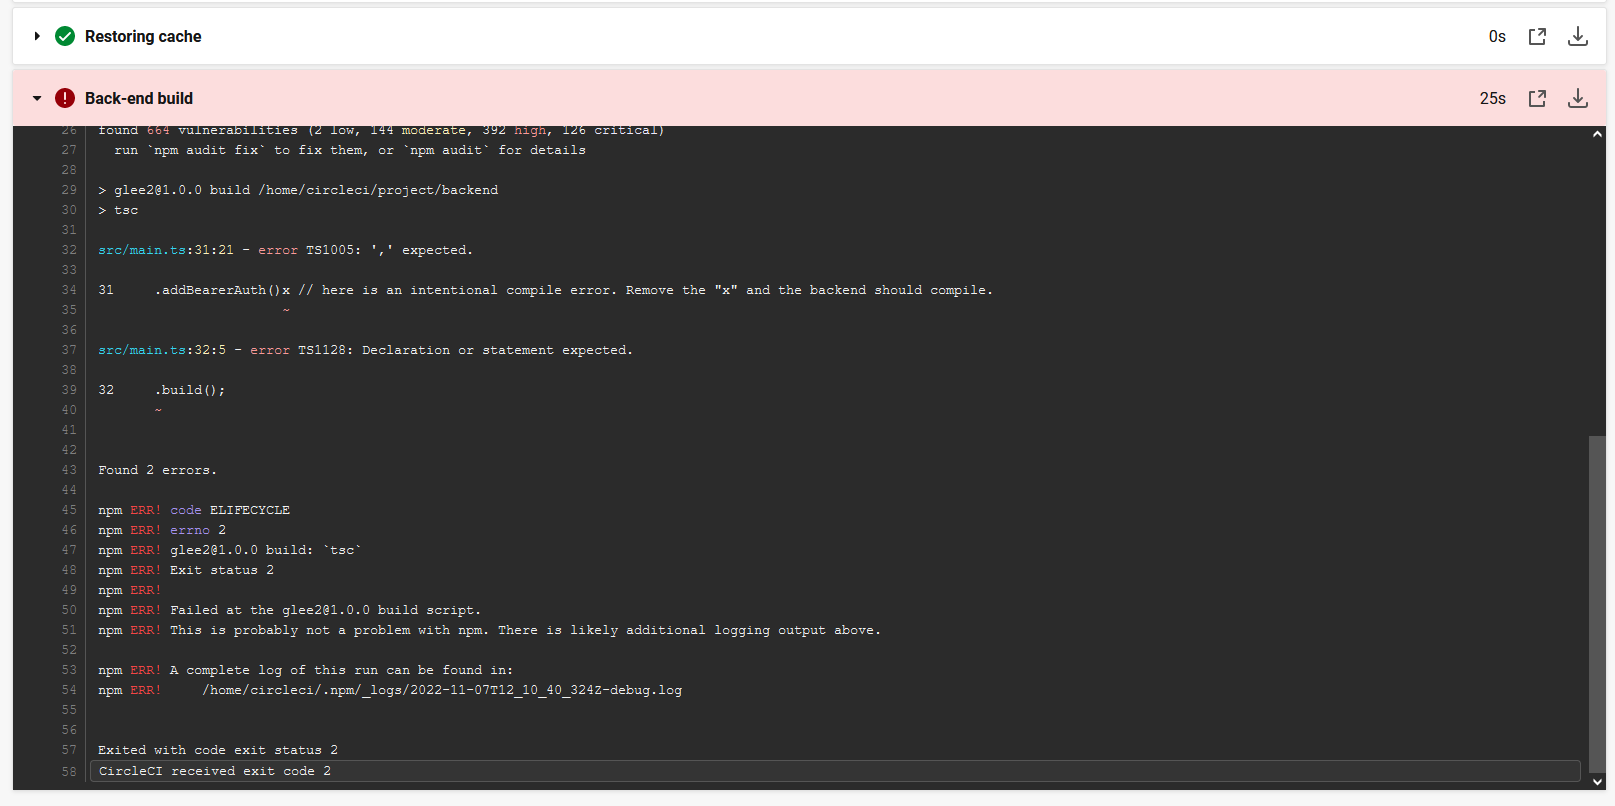 Restoring cache 0s
Back-end build 25s
26 found 664 vulnerabilities (2 low, 144 moderate, 392 high, 126 critical)
27 run `npm audit fix` to fix them, or `npm audit` for details
28
29 > glee2@1.0.0 build /home/circleci/project/backend
30 > tsc
31
32 src/main.ts:31:21 - error TS1005: ',' expected.
33
34 31 .addBearerAuth()x // here is an intentional compile error. Remove the "x" and the backend should compile.
35 ~
36
37 src/main.ts:32:5 - error TS1128: Declaration or statement expected.
38
39 32 .build();
40 ~
41
42
43 Found 2 errors.
44
45 npm ERR! code ELIFECYCLE
46 npm ERR! errno 2
47 npm ERR! glee2@1.0.0 build: `tsc`
48 npm ERR! Exit status 2
49 npm ERR!
50 npm ERR! Failed at the glee2@1.0.0 build script.
51 npm ERR! This is probably not a problem with npm. There is likely additional logging output above.
52
53 npm ERR! A complete log of this run can be found in:
54 npm ERR! /home/circleci/.npm/_logs/2022-11-07T12_10_40_324Z-debug.log
55
56
57 Exited with code exit status 2
58 CircleCI received exit code 2